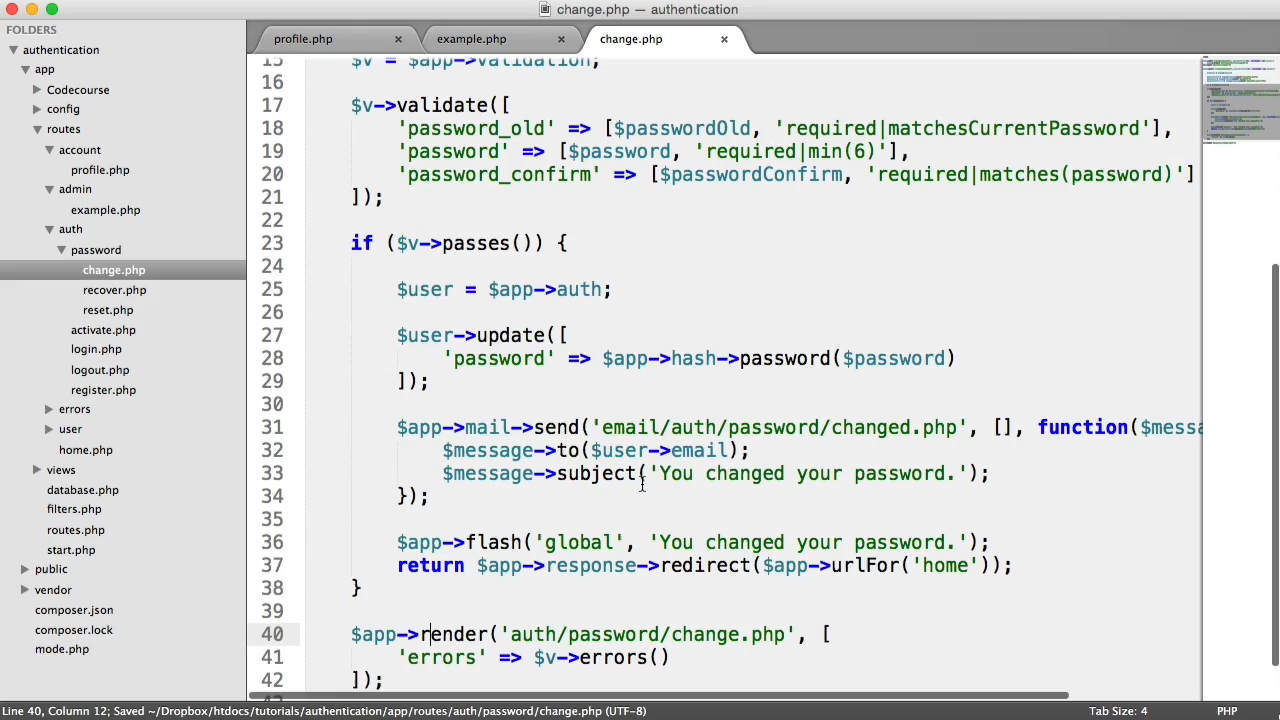 change.php — authentication
FOLDERS
authentication
app
Codecourse
config
routes
account
profile.php
admin
example.php
auth
password
change.php
recover.php
reset.php
activate.php
login.php
logout.php
register.php
errors
user
home.php
views
database.php
filters.php
routes.php
start.php
public
vendor
composer.json
composer.lock
mode.php
profile.php × example.php × change.php ×
15 $v = $app->validation;
16
17 $v->validate([
18 'password_old' => [$passwordOld, 'required|matchesCurrentPassword'],
19 'password' => [$password, 'required|min(6)'],
20 'password_confirm' => [$passwordConfirm, 'required|matches(password)']
21 ]);
22
23 if ($v->passes()) {
24
25 $user = $app->auth;
26
27 $user->update([
28 'password' => $app->hash->password($password)
29 ]);
30
31 $app->mail->send('email/auth/password/changed.php', [], function($messa
32 $message->to($user->email);
33 $message->subject('You changed your password.');
34 });
35
36 $app->flash('global', 'You changed your password.');
37 return $app->response->redirect($app->urlFor('home'));
38 }
39
40 $app->render('auth/password/change.php', [
41 'errors' => $v->errors()
42 ]);
Line 40, Column 12; Saved ~/Dropbox/htdocs/tutorials/authentication/app/routes/auth/password/change.php (UTF-8) Tab Size: 4 PHP